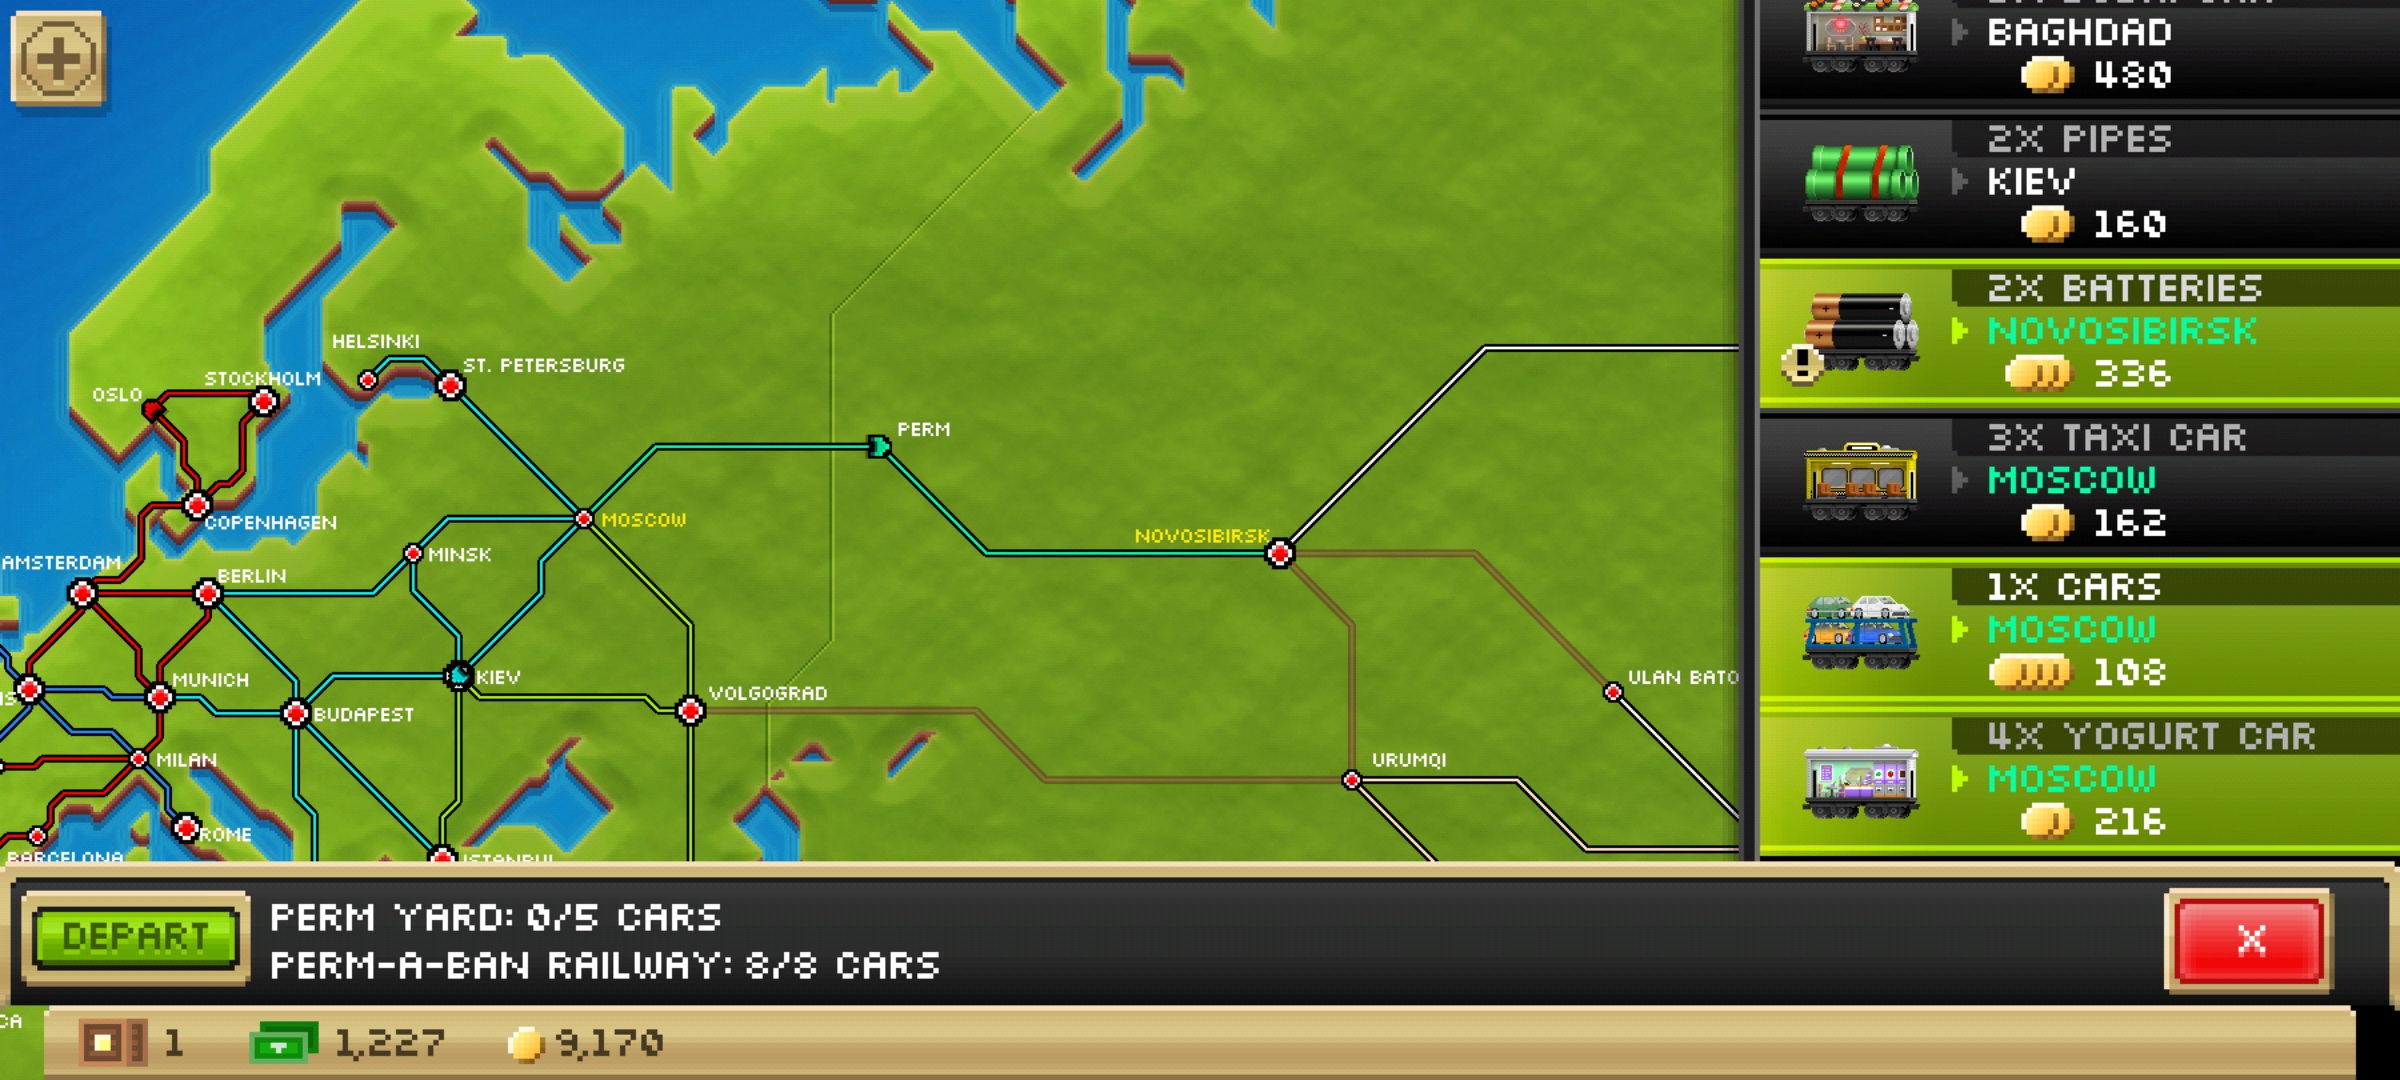 BAGHDAD
480
2X PIPES
KIEV
160
2X BATTERIES
NOVOSIBIRSK
336
3X TAXI CAR
MOSCOW
162
1X CARS
MOSCOW
108
4X YOGURT CAR
MOSCOW
216
HELSINKI
ST. PETERSBURG
STOCKHOLM
OSLO
PERM
COPENHAGEN
MOSCOW
NOVOSIBIRSK
MINSK
AMSTERDAM
BERLIN
MUNICH
KIEV
ULAN BATO
VOLGOGRAD
BUDAPEST
MILAN
URUMQI
ROME
BARCELONA
ISTANBUL
DEPART
PERM YARD: 0/5 CARS
PERM-A-BAN RAILWAY: 8/8 CARS
X
CA
1
1,227
9,170